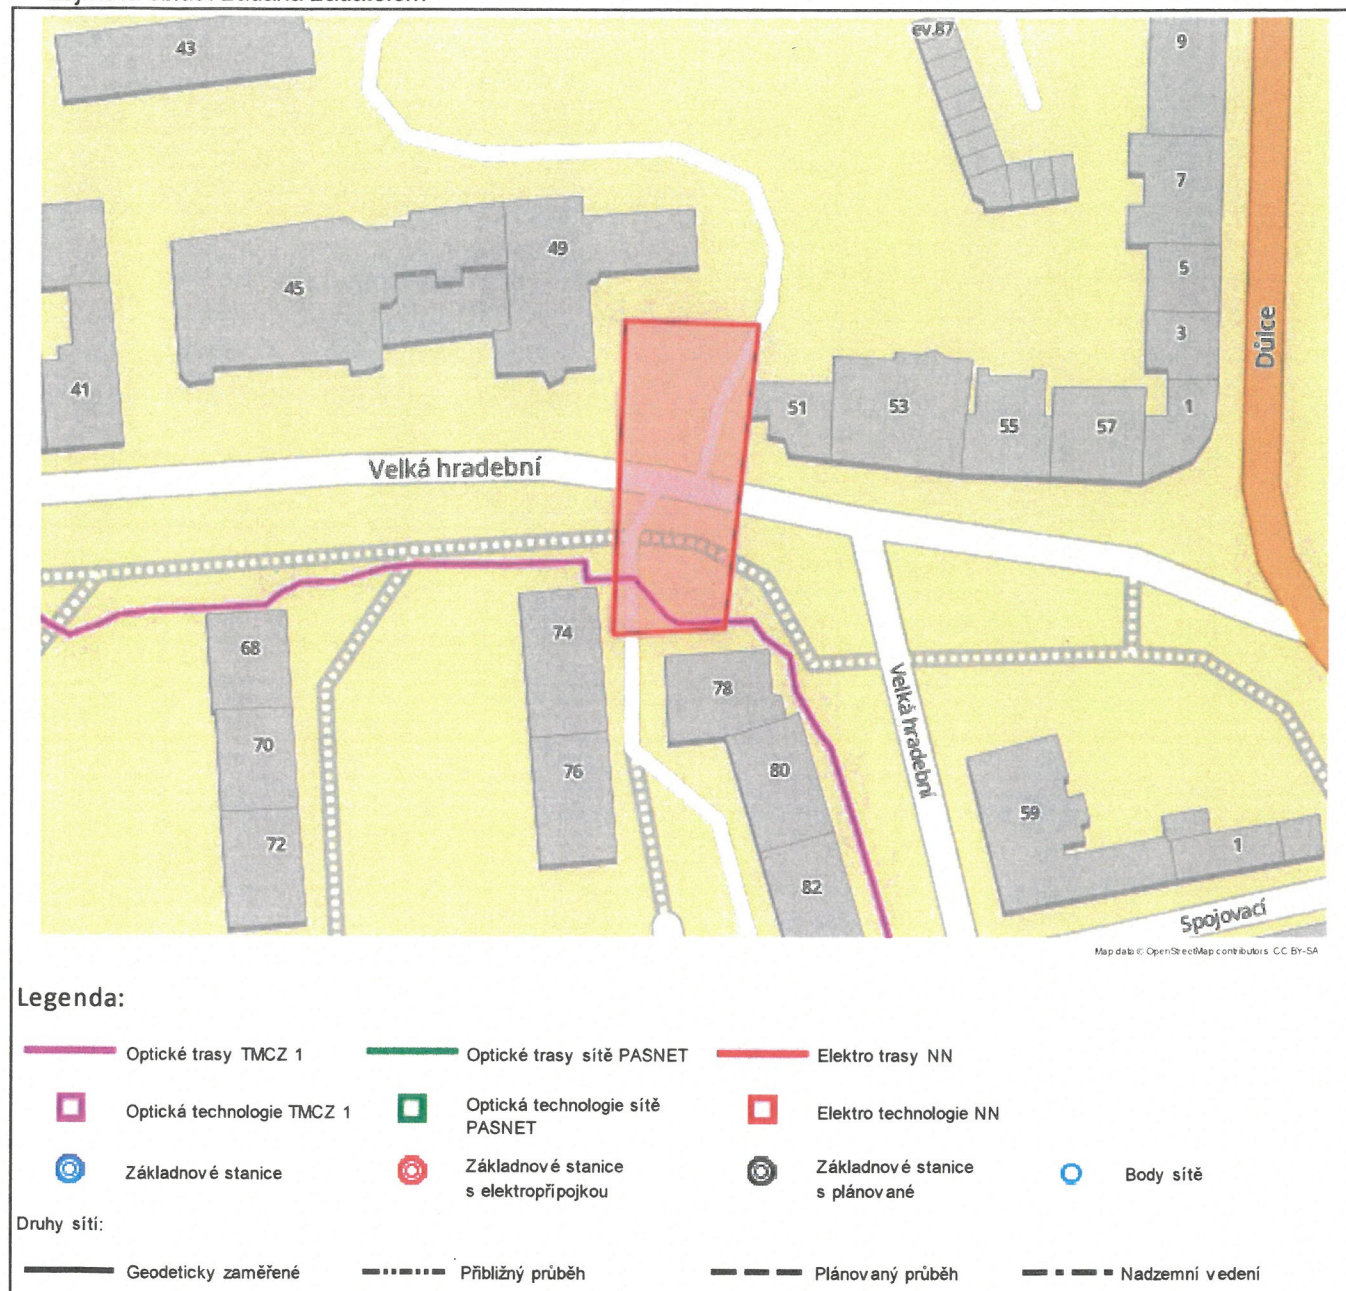 43
ev.87
9
7
49
45
5
3
Důlce
41
51
53
55
57
1
Velká hradební
74
68
78
Velká hradební
70
76
80
59
72
1
82
Spojovací
Map data © OpenStreetMap contributors CC BY-SA
Legenda:
Optické trasy TMCZ 1
Optické trasy sítě PASNET
Elektro trasy NN
Optická technologie TMCZ 1
Optická technologie sítě
PASNET
Elektro technologie NN
Základnové stanice
Základnové stanice
s elektropřípojkou
Základnové stanice
s plánované
Body sítě
Druhy sítí:
Geodeticky zaměřené
Přibližný průběh
Plánovaný průběh
Nadzemní vedení